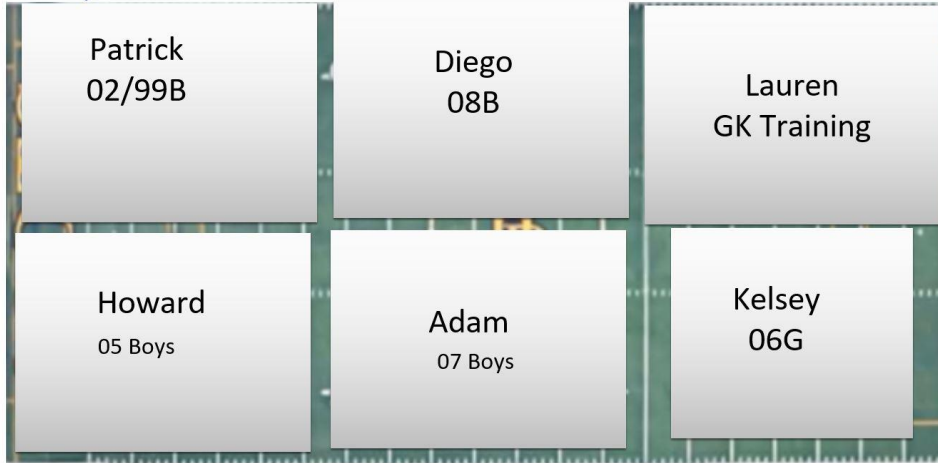 Patrick
02/99B
Diego
08B
Lauren
GK Training
Howard
05 Boys
Adam
07 Boys
Kelsey
06G